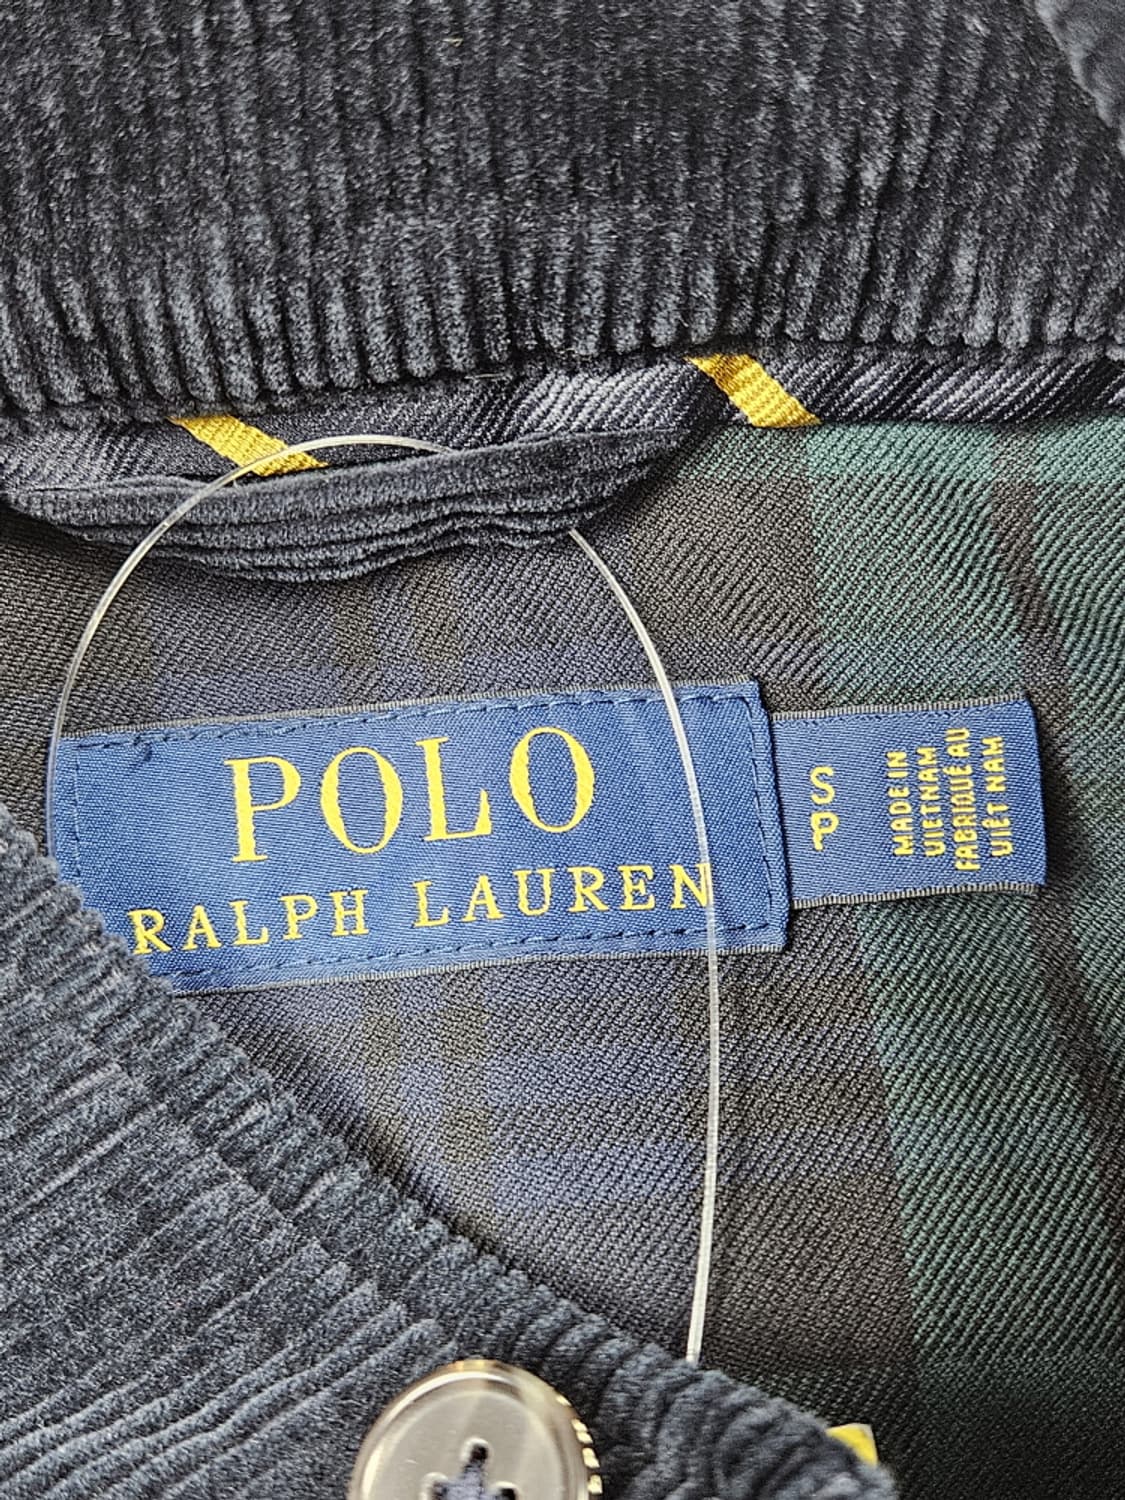 POLO
RALPH LAUREN
S
P
MADE IN
VIETNAM
FABRIQUÉ AU
VIÊT NAM